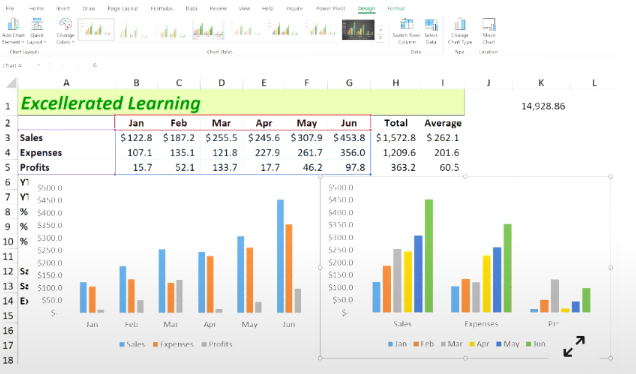 File Home Insert Draw Page Layout Formulas Data Review View Help Inquire Power Pivot Design Format
Add Chart Element Quick Layout Change Colors Switch Row/ Column Select Data Change Chart Type Move Chart
Chart Layouts Chart Styles Data Type Location
Chart 4
A B C D E F G H I J K L
1 Excellerated Learning 14,928.86
2 Jan Feb Mar Apr May Jun Total Average
3 Sales $122.8 $187.2 $255.5 $245.6 $307.9 $453.8 $1,572.8 $262.1
4 Expenses 107.1 135.1 121.8 227.9 261.7 356.0 1,209.6 201.6
5 Profits 15.7 52.1 133.7 17.7 46.2 97.8 363.2 60.5
6 YT
7 YT
8 %
9 %
10 %
11
12 Sa
13 Sa
14 Ex
15
16
17
18
$500.0
$450.0
$400.0
$350.0
$300.0
$250.0
$200.0
$150.0
$100.0
$50.0
$-
Jan Feb Mar Apr May Jun
Sales Expenses Profits
$500.0
$450.0
$400.0
$350.0
$300.0
$250.0
$200.0
$150.0
$100.0
$50.0
$-
Sales Expenses
Jan Feb Mar Apr May Jun